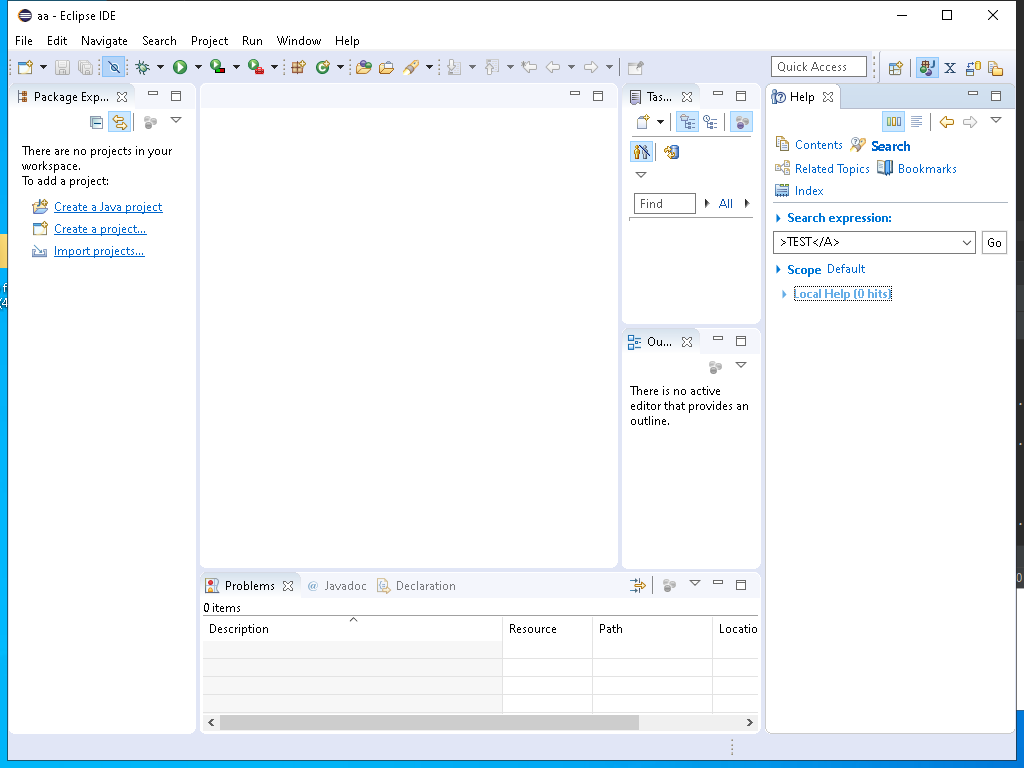 aa - Eclipse IDE
File Edit Navigate Search Project Run Window Help
Quick Access
Package Exp...
There are no projects in your
workspace.
To add a project:
Create a Java project
Create a project...
Import projects...
Tas...
Find
All
Ou...
There is no active
editor that provides an
outline.
Help
Contents Search
Related Topics Bookmarks
Index
Search expression:
>TEST</A>
Go
Scope Default
Local Help (0 hits)
Problems @ Javadoc Declaration
0 items
Description Resource Path Locatio